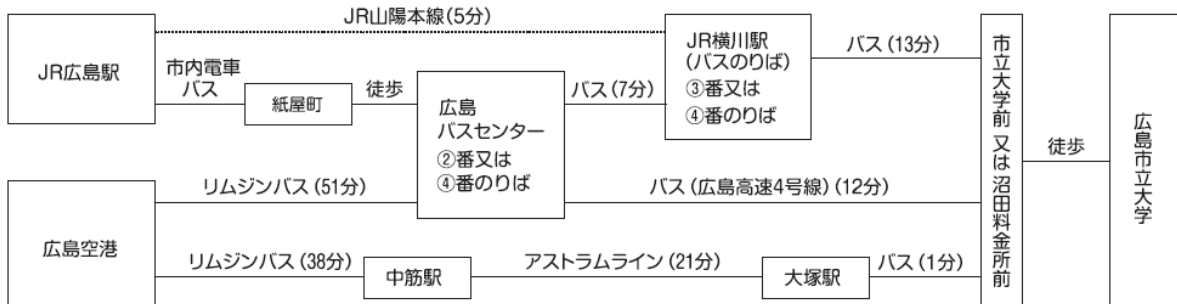 JR山陽本線(5分)
JR広島駅
市内電車
バス
紙屋町
徒歩
広島
バスセンター
②番又は
④番のりば
バス(7分)
JR横川駅
(バスのりば)
③番又は
④番のりば
バス(13分)
広島空港
リムジンバス(51分)
バス(広島高速4号線)(12分)
リムジンバス(38分)
中筋駅
アストラムライン(21分)
大塚駅
バス(1分)
市立大学前 又は 沼田料金所前
徒歩
広島市立大学